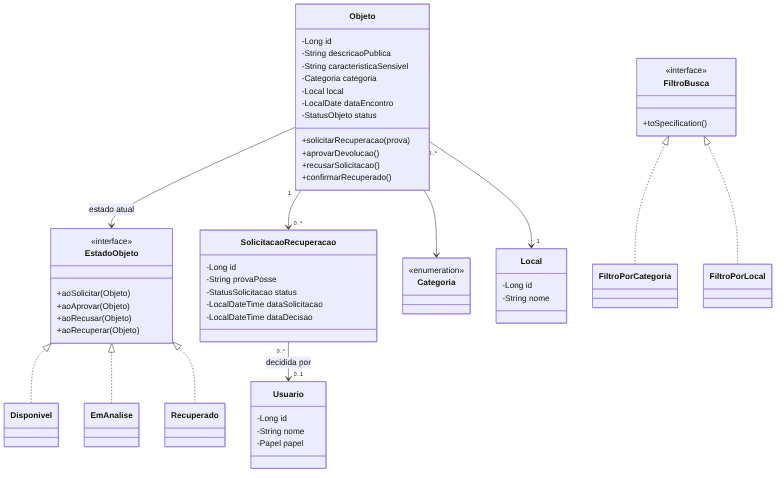 Objeto
-Long id
-String descricaoPublica
-String caracteristicaSensivel
-Categoria categoria
-Local local
-LocalDate dataEncontro
-StatusObjeto status
+solicitarRecuperacao(prova)
+aprovarDevolucao()
+recusarSolicitacao()
+confirmarRecuperado()
«interface»
FiltroBusca
+toSpecification()
0..*
1
0..*
1
estado atual
«interface»
EstadoObjeto
+aoSolicitar(Objeto)
+aoAprovar(Objeto)
+aoRecusar(Objeto)
+aoRecuperar(Objeto)
SolicitacaoRecuperacao
-Long id
-String provaPosse
-StatusSolicitacao status
-LocalDateTime dataSolicitacao
-LocalDateTime dataDecisao
«enumeration»
Categoria
Local
-Long id
-String nome
FiltroPorCategoria
FiltroPorLocal
0..*
decidida por
0..1
Disponivel
EmAnalise
Recuperado
Usuario
-Long id
-String nome
-Papel papel